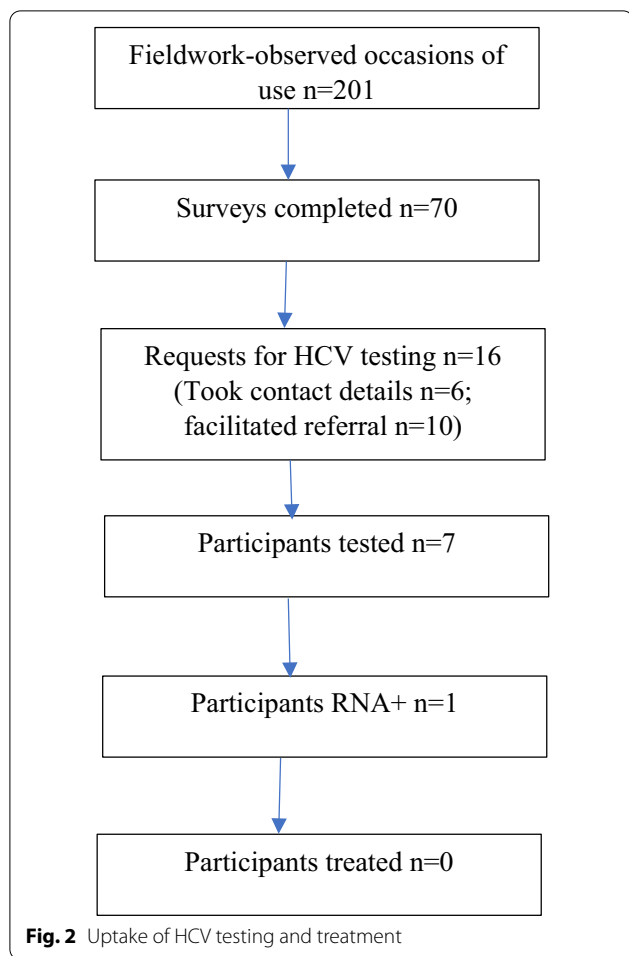 Fieldwork-observed occasions of
use n=201
Surveys completed n=70
Requests for HCV testing n=16
(Took contact details n=6;
facilitated referral n=10)
Participants tested n=7
Participants RNA+ n=1
Participants treated n=0
Fig. 2 Uptake of HCV testing and treatment